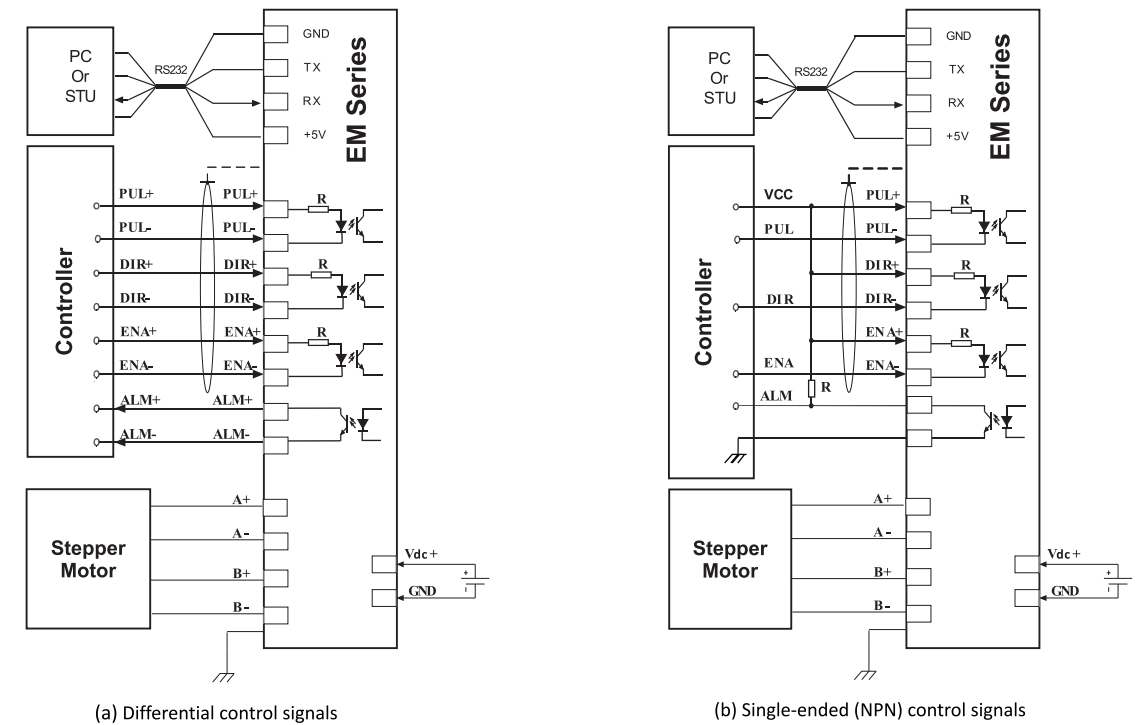 PC
Or
STU
RS232
GND
TX
RX
+5V
EM Series
Controller
PUL+ PUL+ R
PUL- PUL-
DIR+ DIR+ R
DIR- DIR-
ENA+ ENA+ R
ENA- ENA-
ALM+ ALM+
ALM- ALM-
Stepper
Motor
A+
A-
B+
B-
Vdc+
+
-
GND
(a) Differential control signals
PC
Or
STU
RS232
GND
TX
RX
+5V
EM Series
Controller
VCC PUL+ R
PUL PUL-
DIR+ R
DIR DIR-
ENA+ R
ENA ENA-
R
ALM
Stepper
Motor
A+
A-
B+
B-
Vdc+
+
-
GND
(b) Single-ended (NPN) control signals